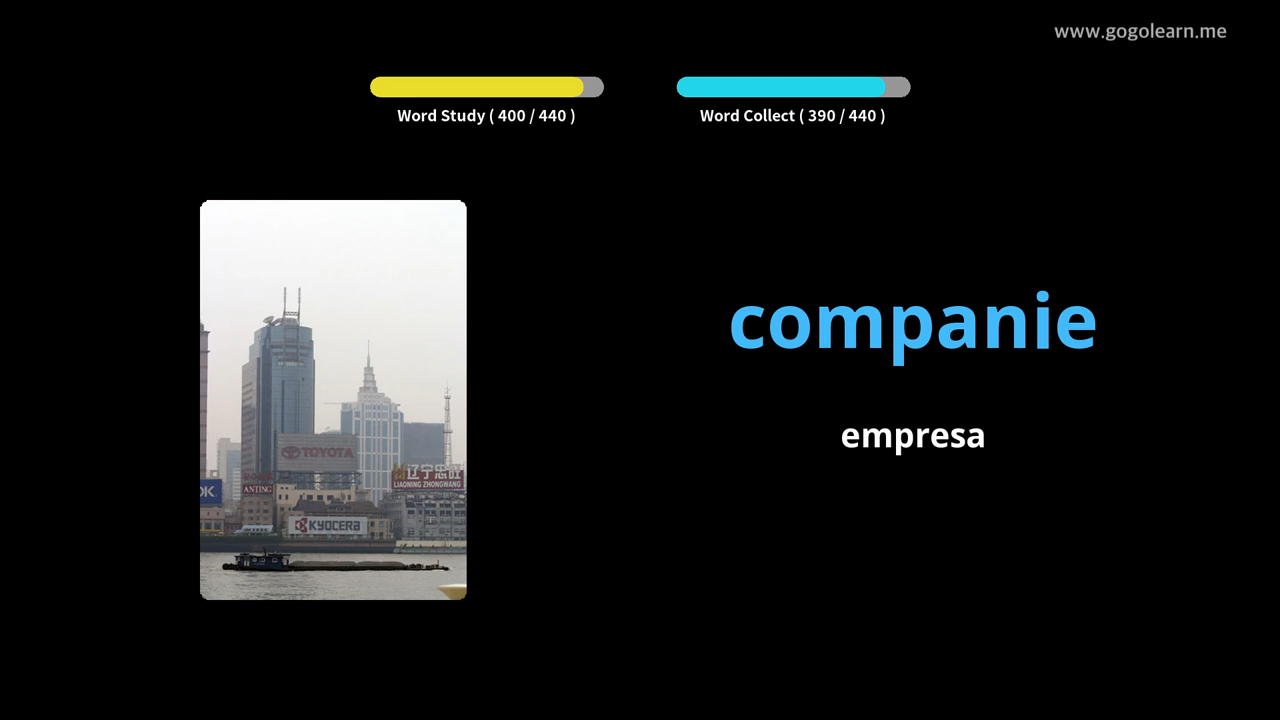 www.gogolearn.me
Word Study ( 400 / 440 )
Word Collect ( 390 / 440 )
companie
empresa
TOYOTA
辽宁忠旺
LIAONING ZHONGWANG
OK
ANTING
KYOCERA